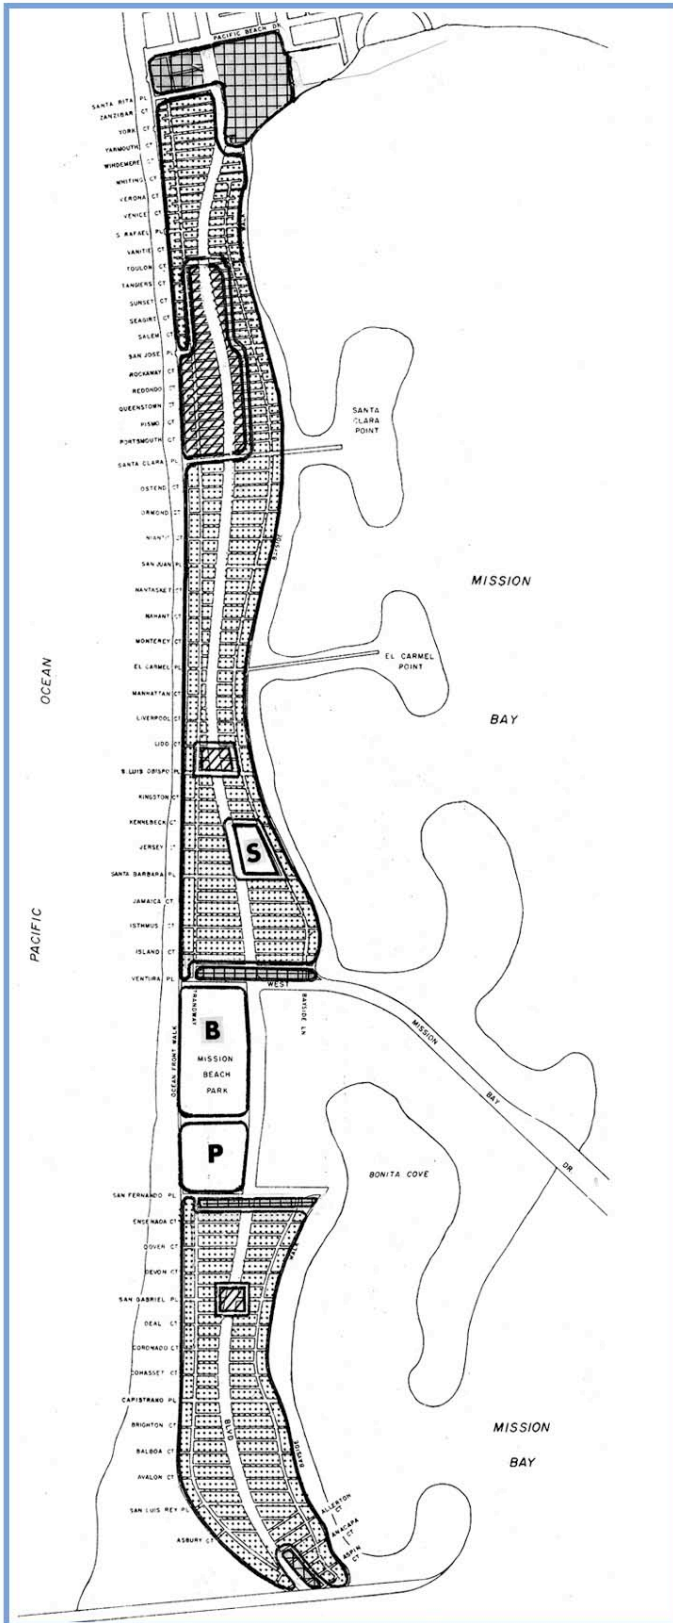 PACIFIC BEACH DR.
SANTA RITA PL
ZANZIBAR CT
YORK CT
YARMOUTH CT
WINDEMERE CT
WHITING CT
VERONA CT
VENICE CT
S. RAFAEL PL
VANITIE CT
TOULON CT
TANGIERS CT
SUNSET CT
SEAGIRT CT
SALEM CT
SAN JOSE PL
ROCKAWAY CT
REDONDO CT
QUEENSTOWN CT
PISMO CT
PORTSMOUTH CT
SANTA CLARA PL
OSTEND CT
ORMOND CT
NIANTIC CT
SAN JUAN PL
NANTASKET CT
NAHANT CT
MONTEREY CT
EL CARMEL PL
MANHATTAN CT
LIVERPOOL CT
LIDO CT
S. LUIS OBISPO PL
KINGSTON CT
KENNEBECK CT
JERSEY CT
SANTA BARBARA PL
JAMAICA CT
ISTHMUS CT
ISLAND CT
VENTURA PL
WALK
SANTA
CLARA
POINT
BAYSIDE
MISSION
BAY
EL CARMEL
POINT
OCEAN
PACIFIC
S
WEST
MISSION
BAY
DR
STRANDWAY
BAYSIDE LN
OCEAN FRONT WALK
B
MISSION
BEACH
PARK
P
BONITA COVE
SAN FERNANDO PL
ENSENADA CT
DOVER CT
DEVON CT
SAN GABRIEL PL
DEAL CT
CORONADO CT
COHASSET CT
CAPISTRANO PL
BRIGHTON CT
BALBOA CT
AVALON CT
SAN LUIS REY PL
ASBURY CT
WALK
BLVD
BAYSIDE
ALLERTON
CT
ANACAPA
CT
ASPIN
CT
MISSION
BAY